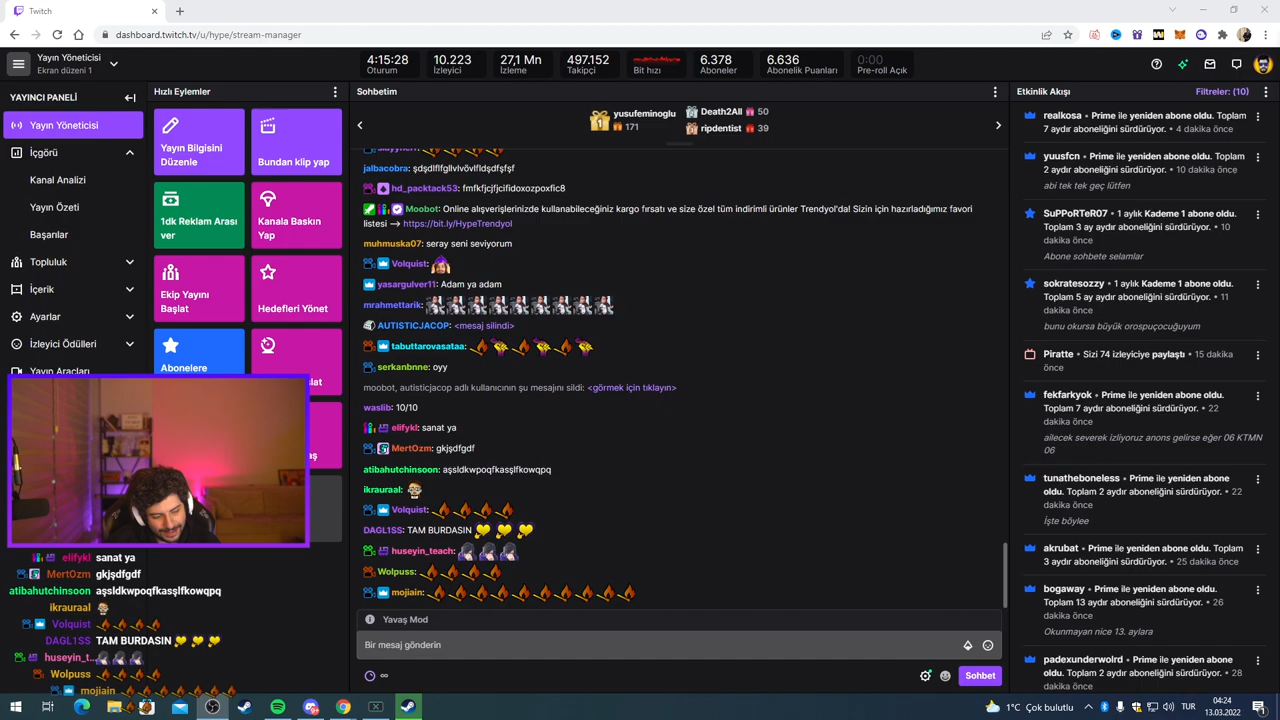 Twitch
dashboard.twitch.tv/u/hype/stream-manager
Yayın Yöneticisi
Ekran düzeni 1
4:15:28
Oturum
10.223
İzleyici
27,1 Mn
İzleme
497.152
Takipçi
Bit hızı
6.378
Aboneler
6.636
Abonelik Puanları
0:00
Pre-roll Açık
YAYINCI PANELİ
Yayın Yöneticisi
İçgörü
Kanal Analizi
Yayın Özeti
Başarılar
Topluluk
İçerik
Ayarlar
İzleyici Ödülleri
Yayın Araçları
Hızlı Eylemler
Yayın Bilgisini
Düzenle
Bundan klip yap
1dk Reklam Arası
ver
Kanala Baskın
Yap
Ekip Yayını
Başlat
Hedefleri Yönet
Abonelere
Sohbetim
yusufeminoglu
171
Death2All 50
ripdentist 39
jalbacobra: şdşdlflfgllvlvövlfldşdfşfşf
hd_packtack53: fmfkfjcjfjcifidoxozpoxfic8
Moobot: Online alışverişlerinizde kullanabileceğiniz kargo fırsatı ve size özel tüm indirimli ürünler Trendyol'da! Sizin için hazırladığımız favori
listesi —> https://bit.ly/HypeTrendyol
muhmuska07: seray seni seviyorum
Volquist:
yasargulver11: Adam ya adam
mrahmettarik:
AUTISTICJACOP: <mesaj silindi>
tabuttarovasataa:
serkanbnne: oyy
moobot, autisticjacop adlı kullanıcının şu mesajını sildi: <görmek için tıklayın>
waslib: 10/10
elifykl: sanat ya
MertOzm: gkjşdfgdf
atibahutchinsoon: aşsldkwpoqfkasşlfkowqpq
ikrauraal:
Volquist:
DAGL1SS: TAM BURDASIN
huseyin_teach:
Wolpuss:
mojiain:
Yavaş Mod
Bir mesaj gönderin
Sohbet
Etkinlik Akışı
Filtreler: (10)
realkosa • Prime ile yeniden abone oldu. Toplam
7 aydır aboneliğini sürdürüyor. • 4 dakika önce
yuusfcn • Prime ile yeniden abone oldu. Toplam
2 aydır aboneliğini sürdürüyor. • 10 dakika önce
abi tek tek geç lütfen
SuPPoRTeR07 • 1 aylık Kademe 1 abone oldu.
Toplam 3 ay aydır aboneliğini sürdürüyor. • 10
dakika önce
Abone sohbete selamlar
sokratesozzy • 1 aylık Kademe 1 abone oldu.
Toplam 5 ay aydır aboneliğini sürdürüyor. • 11
dakika önce
bunu okursa büyük orospuçocuğuyum
Piratte • Sizi 74 izleyiciye paylaştı • 15 dakika
önce
fekfarkyok • Prime ile yeniden abone oldu.
Toplam 7 aydır aboneliğini sürdürüyor. • 22
dakika önce
ailecek severek izliyoruz anons gelirse eğer 06 KTMN
06
tunatheboneless • Prime ile yeniden abone
oldu. Toplam 2 aydır aboneliğini sürdürüyor. • 22
dakika önce
İşte böylee
akrubat • Prime ile yeniden abone oldu. Toplam
3 aydır aboneliğini sürdürüyor. • 25 dakika önce
bogaway • Prime ile yeniden abone oldu.
Toplam 13 aydır aboneliğini sürdürüyor. • 26
dakika önce
Okunmayan nice 13. aylara
padexunderwolrd • Prime ile yeniden abone
oldu. Toplam 2 aydır aboneliğini sürdürüyor. • 28
dakika önce
elifykl sanat ya
MertOzm gkjşdfgdf
atibahutchinsoon aşsldkwpoqfkasşlfkowqpq
ikrauraal
Volquist
DAGL1SS TAM BURDASIN
huseyin_t...
Wolpuss
mojiain
1°C Çok bulutlu
TUR
04:24
13.03.2022